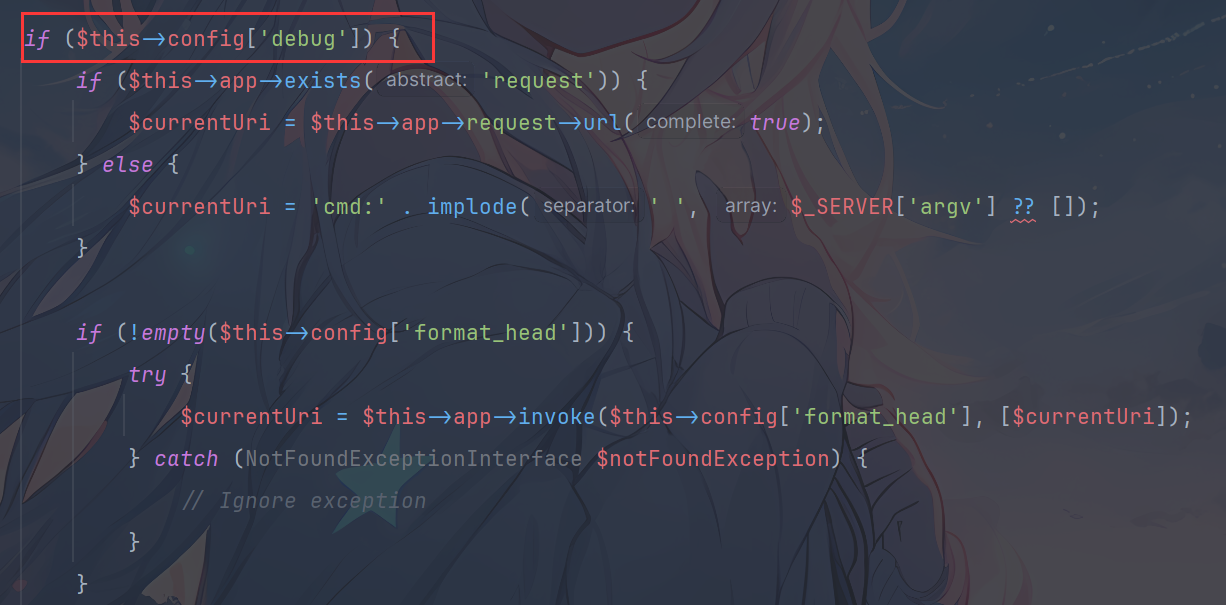 if ($this->config['debug']) {
if ($this->app->exists( abstract: 'request')) {
$currentUri = $this->app->request->url( complete: true);
} else {
$currentUri = 'cmd:' . implode( separator: ' ', array: $_SERVER['argv'] ?? []);
}
if (!empty($this->config['format_head'])) {
try {
$currentUri = $this->app->invoke($this->config['format_head'], [$currentUri]);
} catch (NotFoundExceptionInterface $notFoundException) {
// Ignore exception
}
}